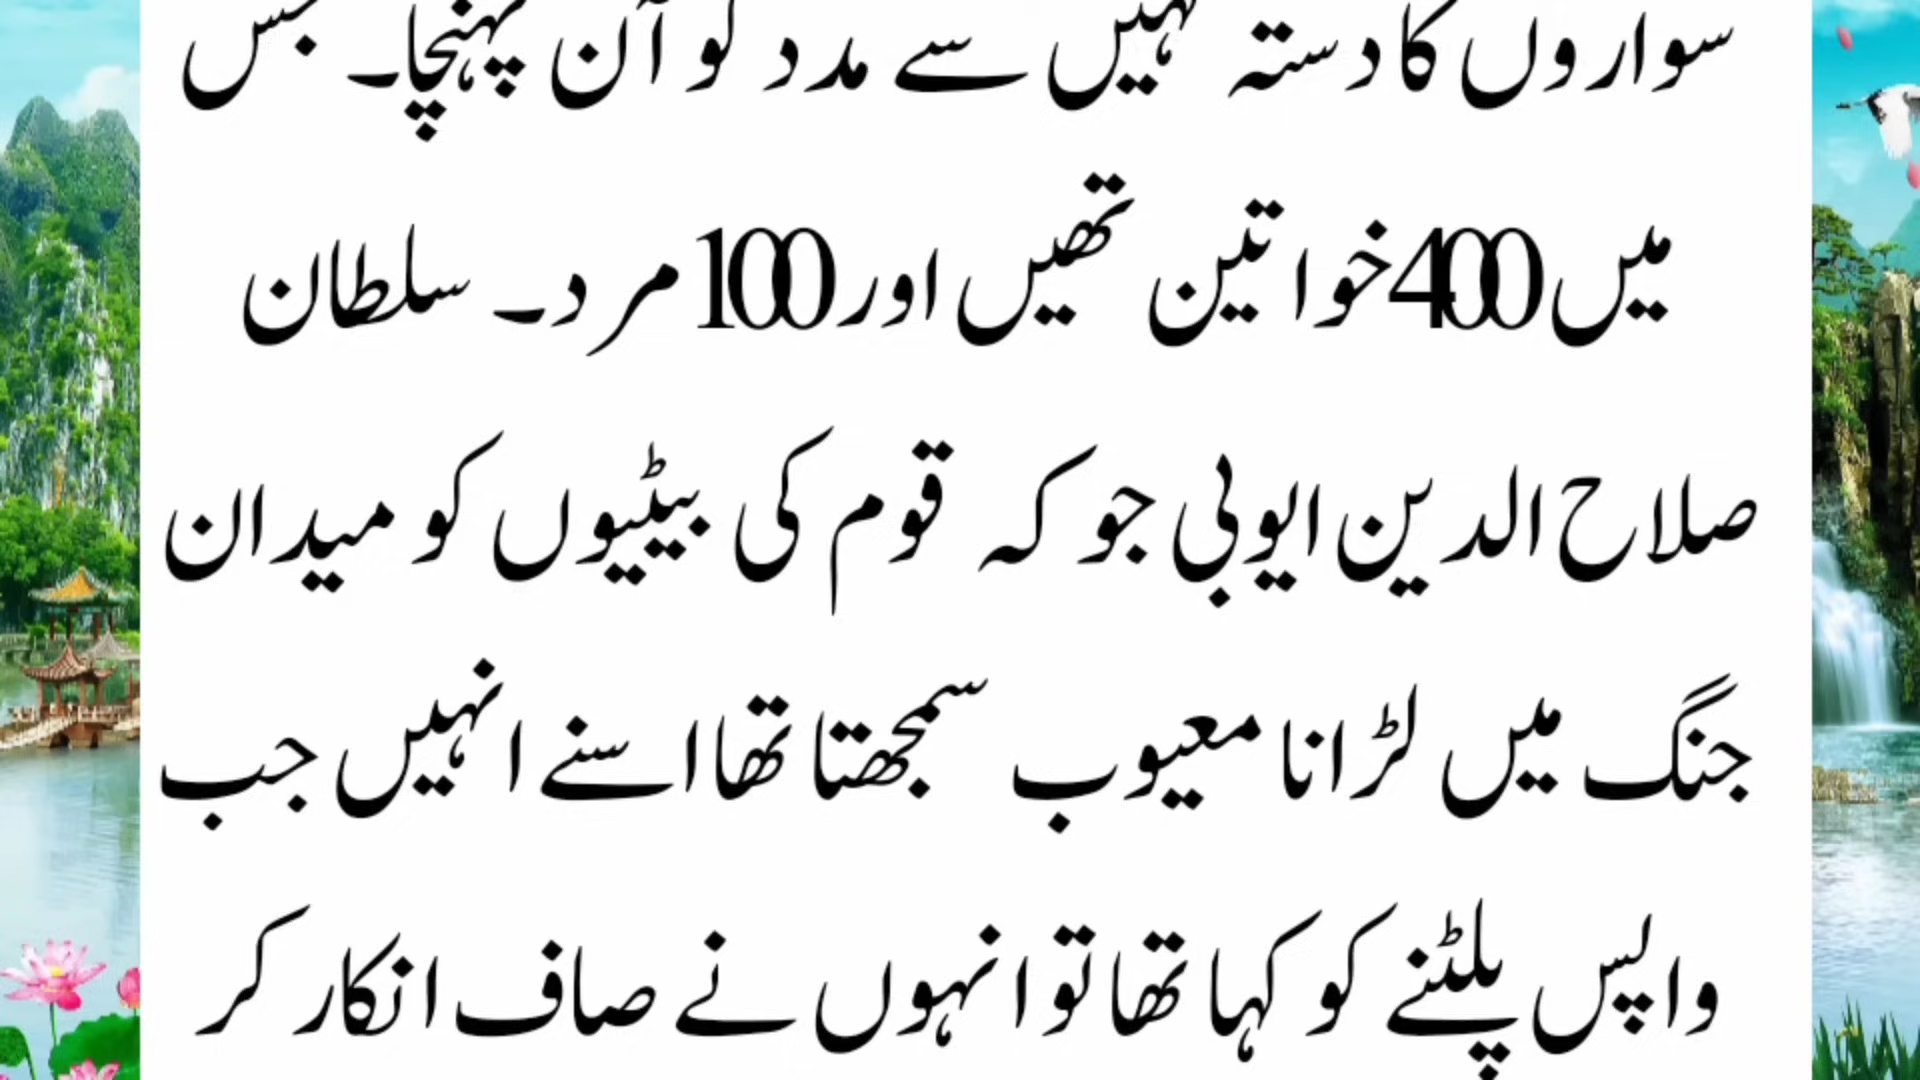 سواروں کا دستہ کہیں سے مدد کو آن پہنچا۔ جس
میں 400 خواتین تھیں اور 100 مرد۔ سلطان
صلاح الدین ایوبی جو کہ قوم کی بیٹیوں کو میدان
جنگ میں لڑانا معیوب سمجھتا تھا اسنے انہیں جب
واپس پلٹنے کو کہا تھا تو انہوں نے صاف انکار کر